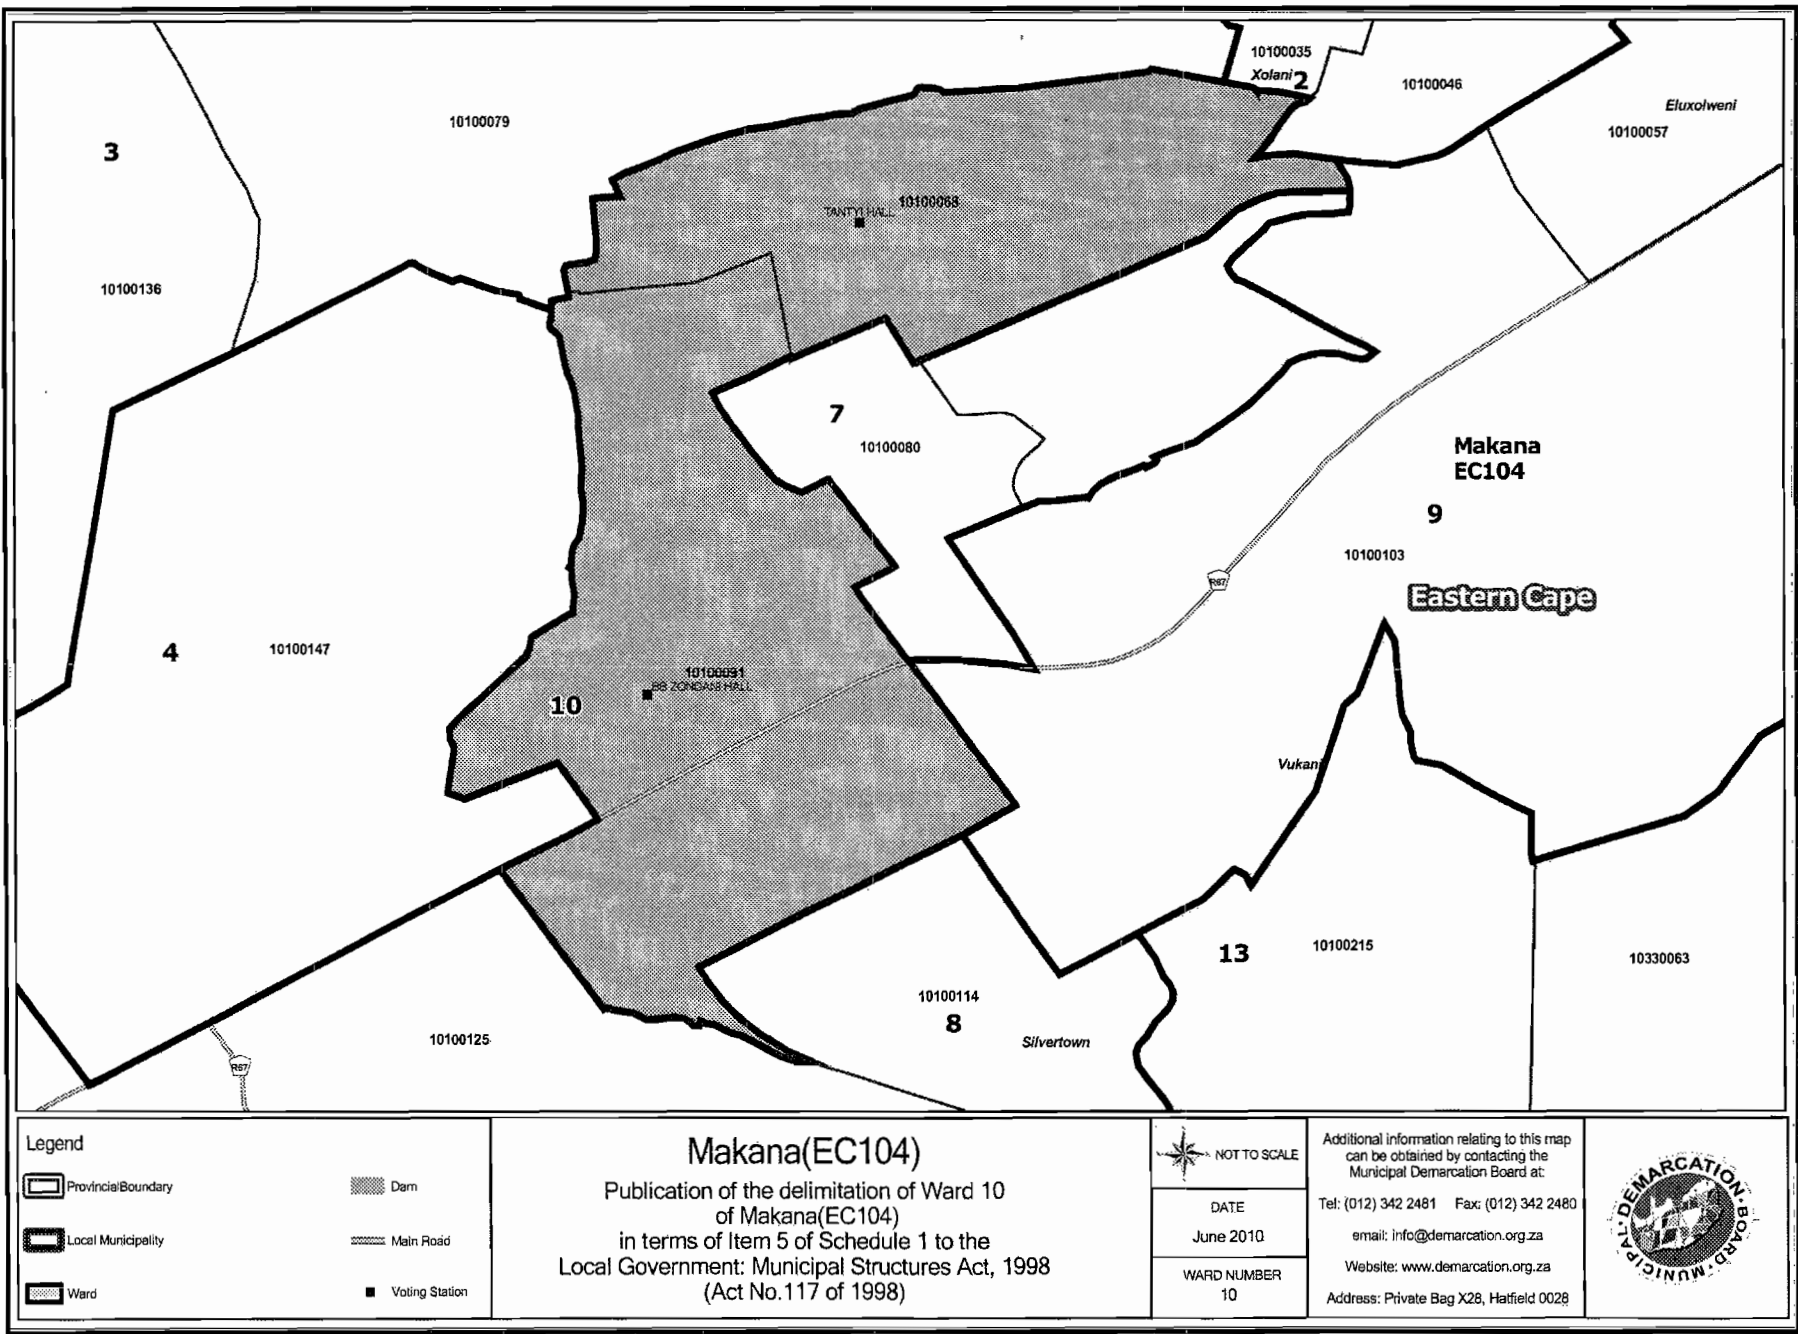 10100035
Xolani 2
10100046
Eluxolweni
10100057
10100079
3
TANTYI HALL
10100068
10100136
7
10100080
Makana
EC104
9
10100103
R67
Eastern Cape
4
10100147
10100091
BB ZONDANI HALL
10
Vukani
13
10100215
10330063
10100114
8
Silvertown
10100125
R67
Legend
Provincial Boundary
Local Municipality
Ward
Dam
Main Road
Voting Station
Makana(EC104)
Publication of the delimitation of Ward 10
of Makana(EC104)
in terms of Item 5 of Schedule 1 to the
Local Government: Municipal Structures Act, 1998
(Act No.117 of 1998)
NOT TO SCALE
DATE
June 2010
WARD NUMBER
10
Additional information relating to this map
can be obtained by contacting the
Municipal Demarcation Board at:
Tel: (012) 342 2481 Fax: (012) 342 2480
email: info@demarcation.org.za
Website: www.demarcation.org.za
Address: Private Bag X28, Hatfield 0028
MUNICIPAL DEMARCATION BOARD